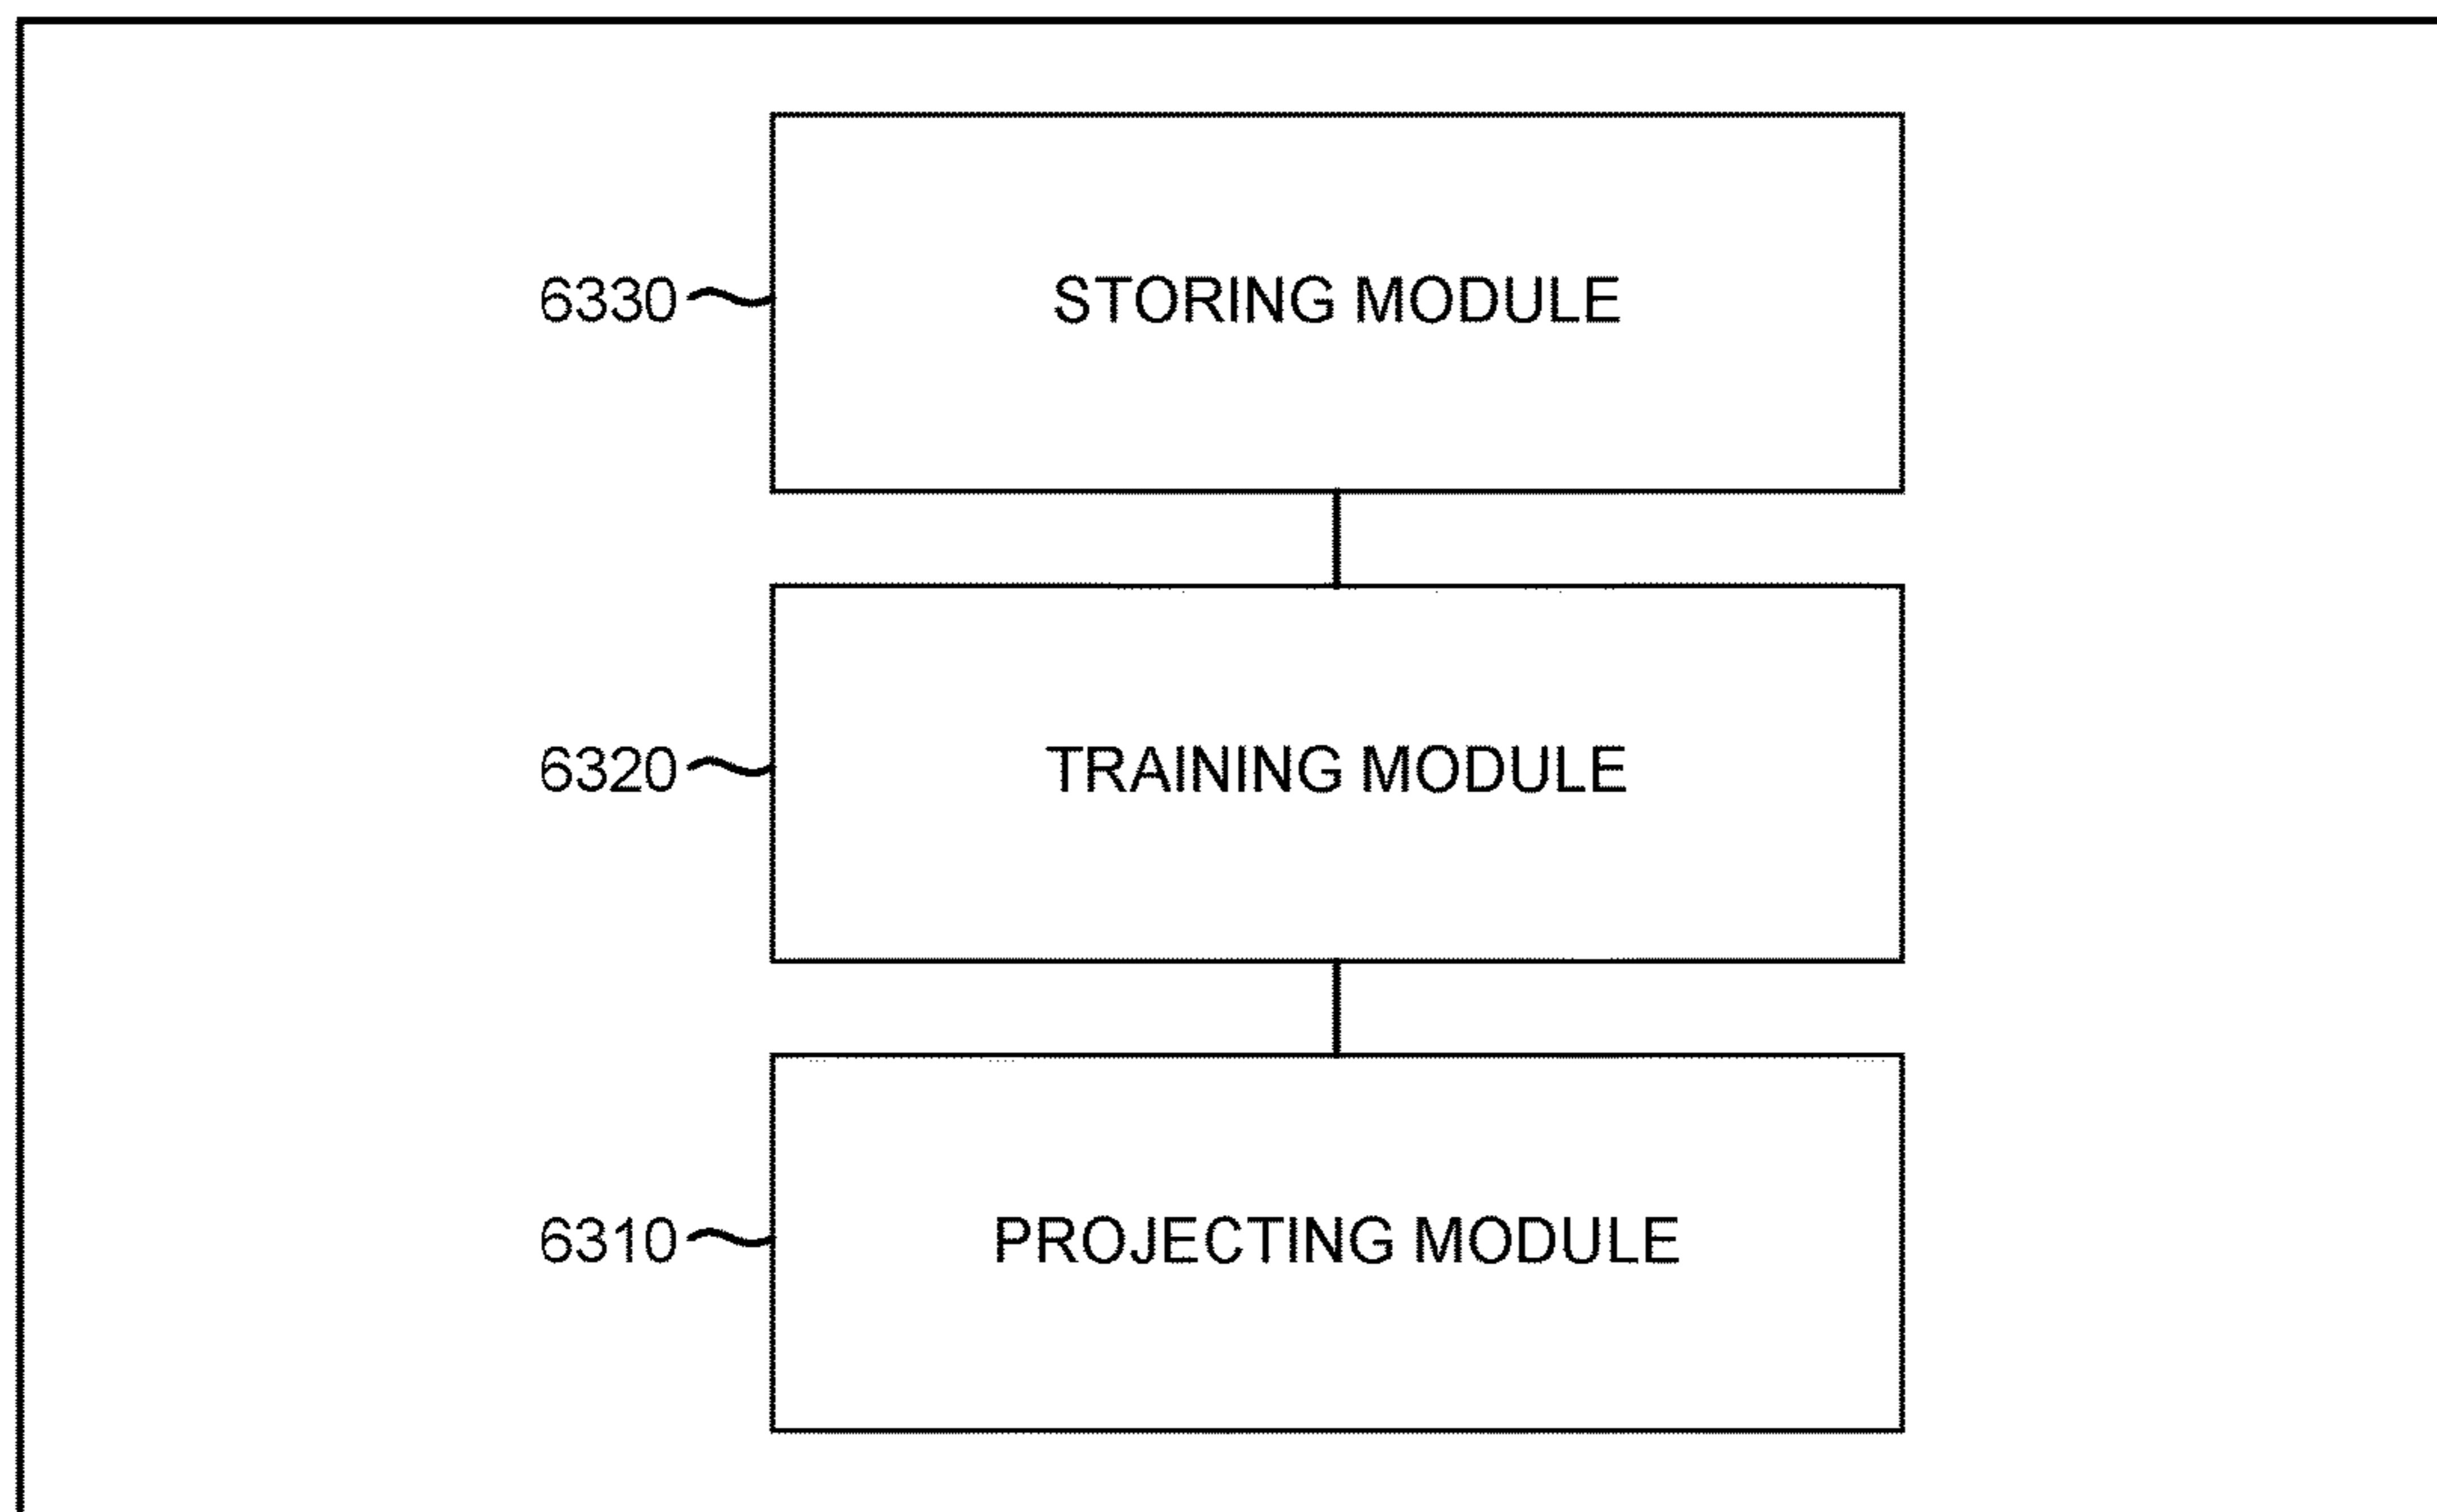 6330 STORING MODULE
6320 TRAINING MODULE
6310 PROJECTING MODULE